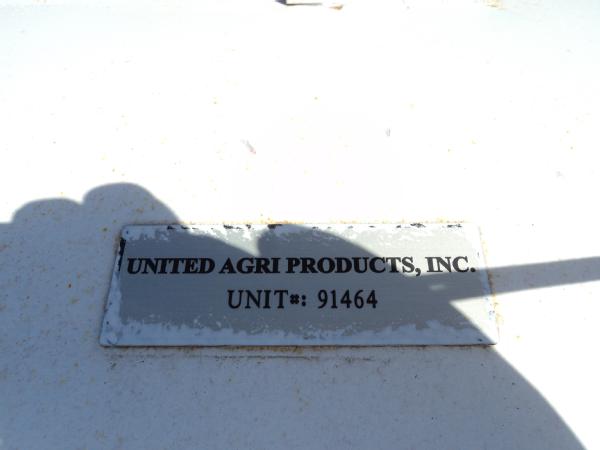 UNITED AGRI PRODUCTS, INC.
UNIT#: 91464